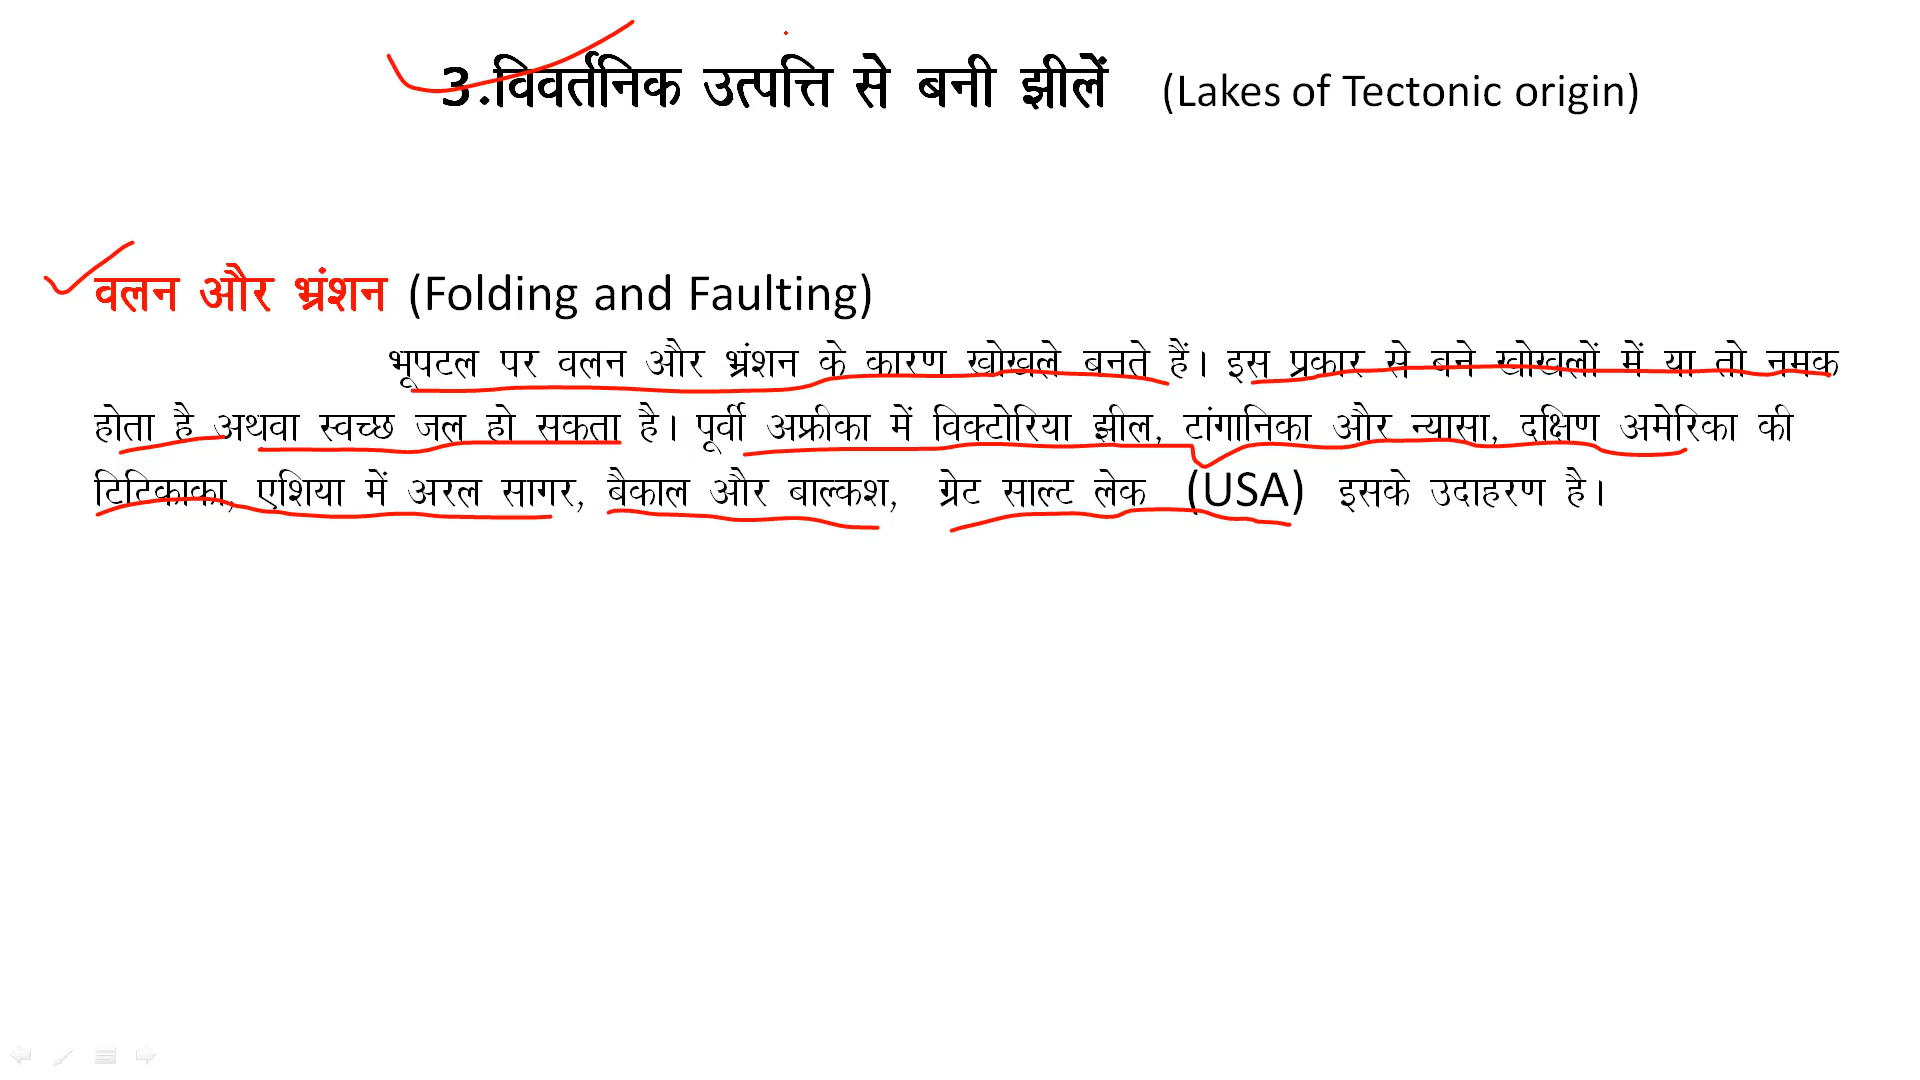 3.विवर्तनिक उत्पत्ति से बनी झीलें (Lakes of Tectonic origin)
वलन और भ्रंशन (Folding and Faulting)
भूपटल पर वलन और भ्रंशन के कारण खोखले बनते हैं। इस प्रकार से बने खोखलों में या तो नमक
होता है अथवा स्वच्छ जल हो सकता है। पूर्वी अफ्रीका में विक्टोरिया झील, टांगानिका और न्यासा, दक्षिण अमेरिका की
टिटिकाका, एशिया में अरल सागर, बैकाल और बाल्कश, ग्रेट साल्ट लेक (USA) इसके उदाहरण है।